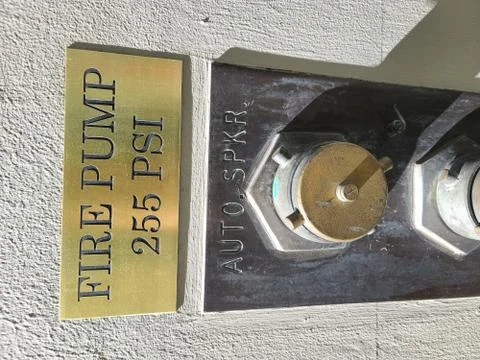 FIRE PUMP
255 PSI
AUTO. SPKR.